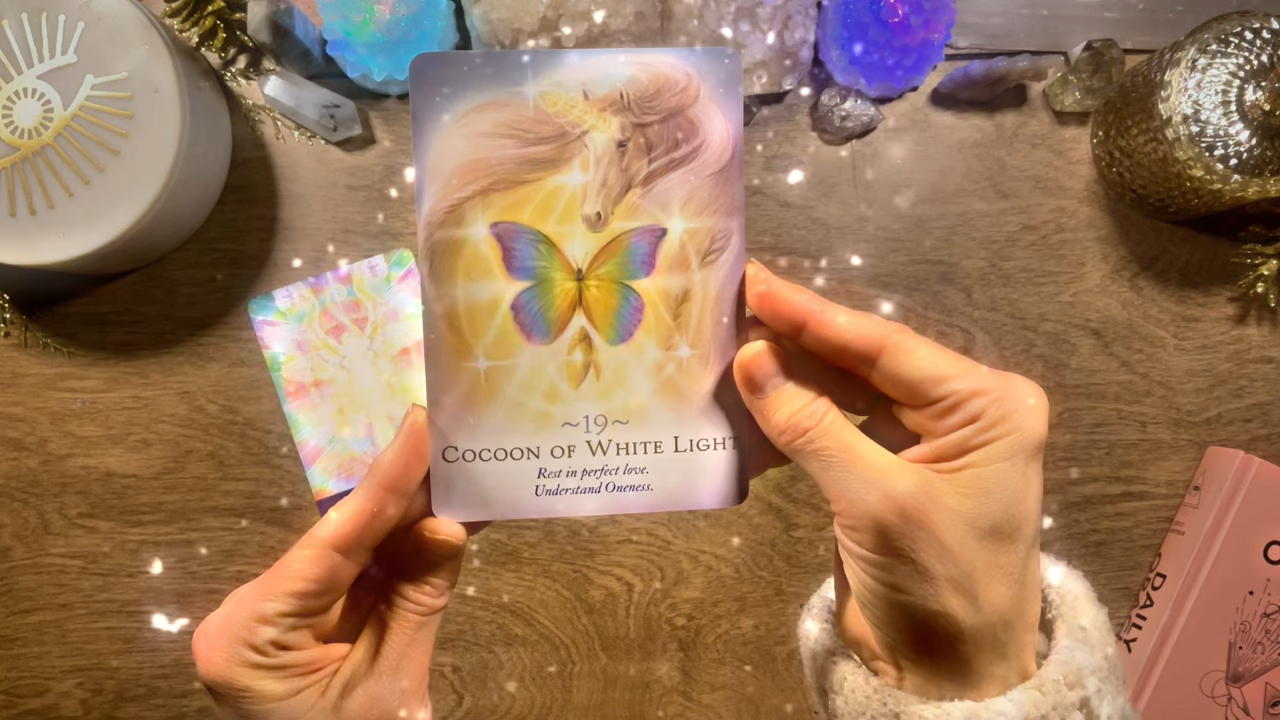 ~19~
Cocoon of White Light
Rest in perfect love.
Understand Oneness.
DAILY